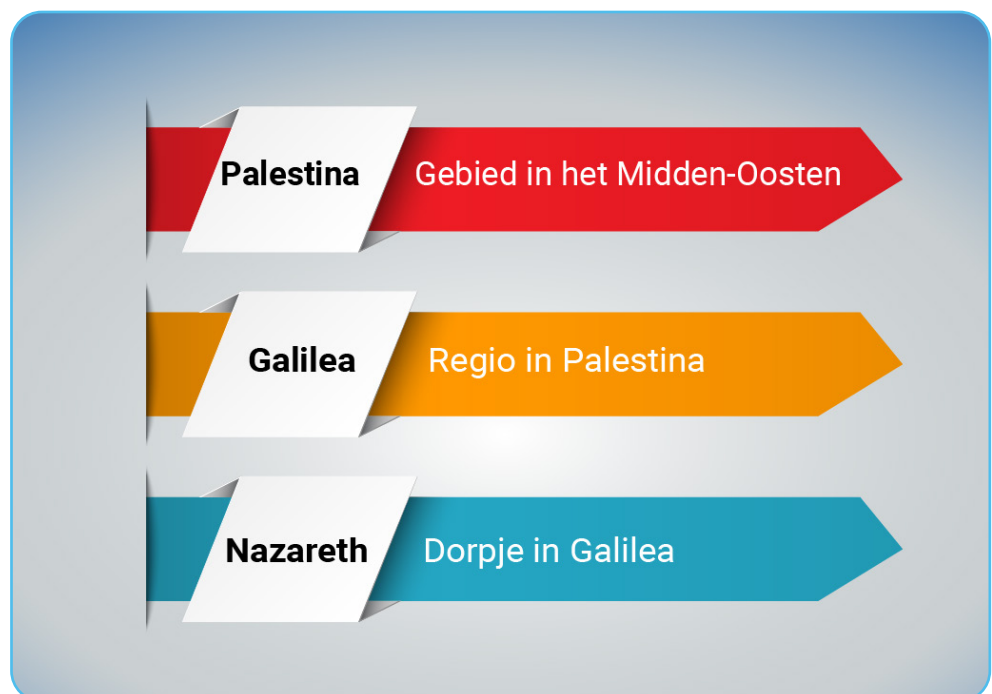 Palestina Gebied in het Midden-Oosten
Galilea Regio in Palestina
Nazareth Dorpje in Galilea